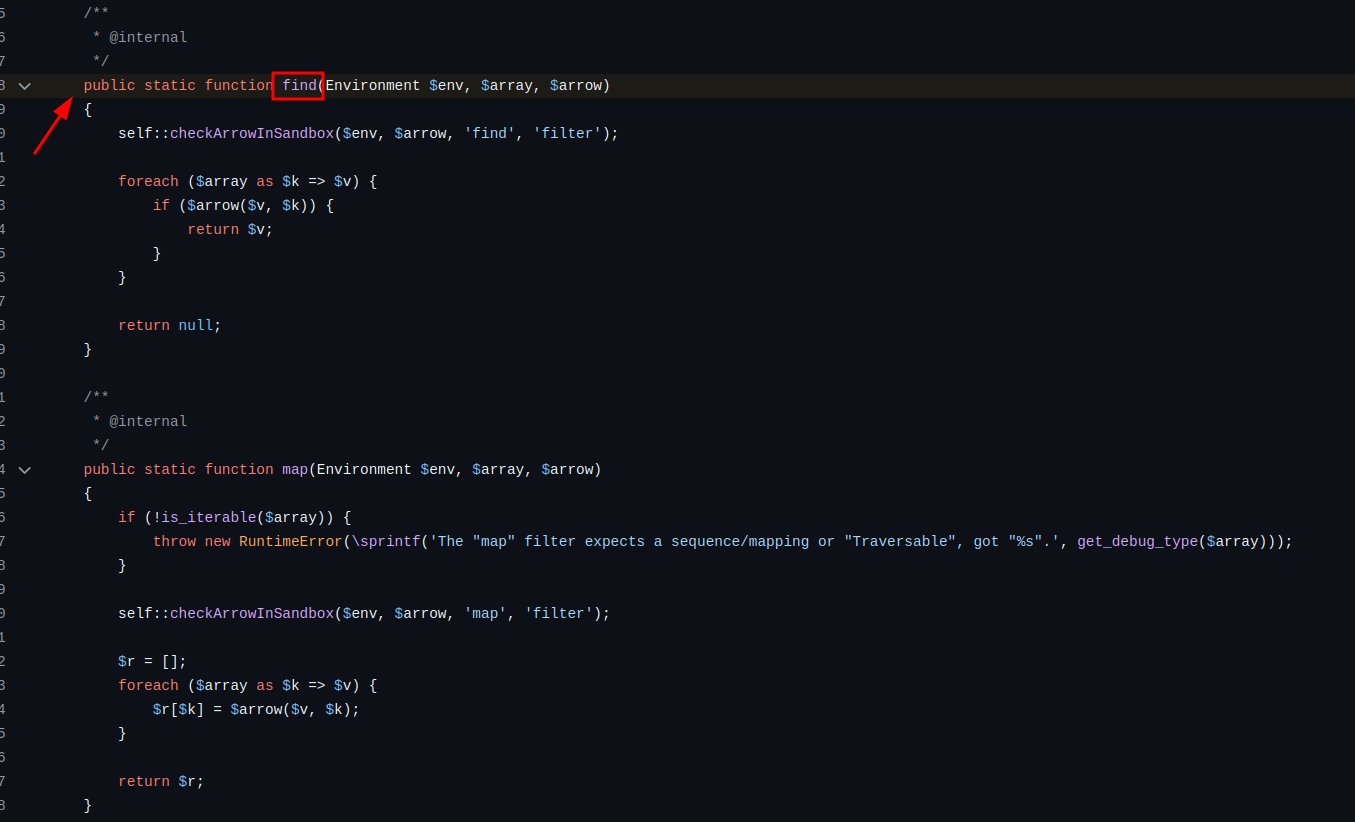 5 /**
6 * @internal
7 */
8 public static function find(Environment $env, $array, $arrow)
9 {
0 self::checkArrowInSandbox($env, $arrow, 'find', 'filter');
1
2 foreach ($array as $k => $v) {
3 if ($arrow($v, $k)) {
4 return $v;
5 }
6 }
7
8 return null;
9 }
0
1 /**
2 * @internal
3 */
4 public static function map(Environment $env, $array, $arrow)
5 {
6 if (!is_iterable($array)) {
7 throw new RuntimeError(\sprintf('The "map" filter expects a sequence/mapping or "Traversable", got "%s".', get_debug_type($array)));
8 }
9
0 self::checkArrowInSandbox($env, $arrow, 'map', 'filter');
1
2 $r = [];
3 foreach ($array as $k => $v) {
4 $r[$k] = $arrow($v, $k);
5 }
6
7 return $r;
8 }